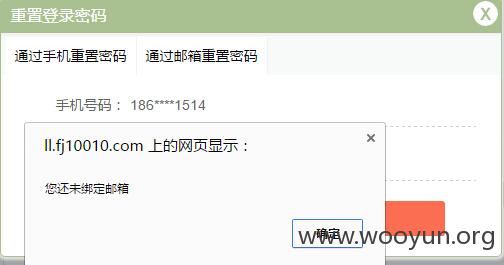 重置登录密码
X
通过手机重置密码 通过邮箱重置密码
手机号码： 186****1514
ll.fj10010.com 上的网页显示：
×
您还未绑定邮箱
确定
www.wooyun.org